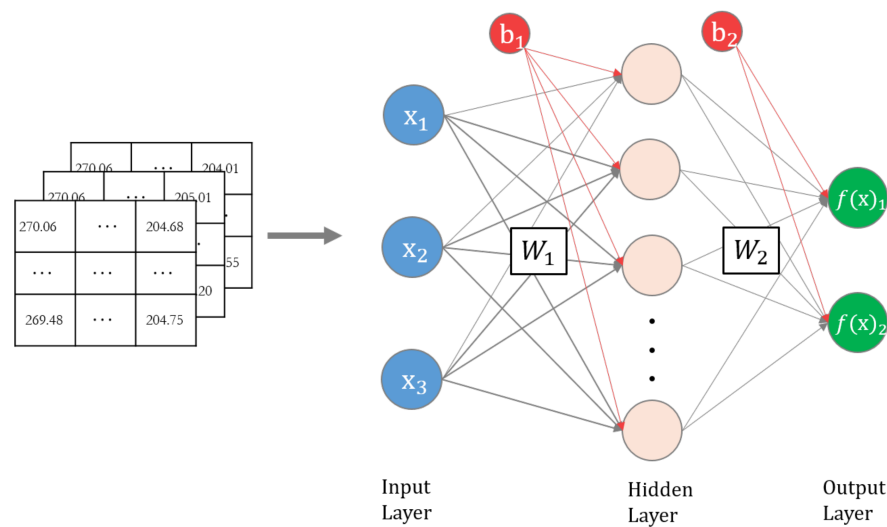 b₁
b₂
x₁
270.06 ... 204.01
270.06 ... 205.01
270.06 ... 204.68
f(x)₁
W₁
W₂
x₂
... ... ...
55
20
269.48 ... 204.75
f(x)₂
x₃
Input
Layer
Hidden
Layer
Output
Layer